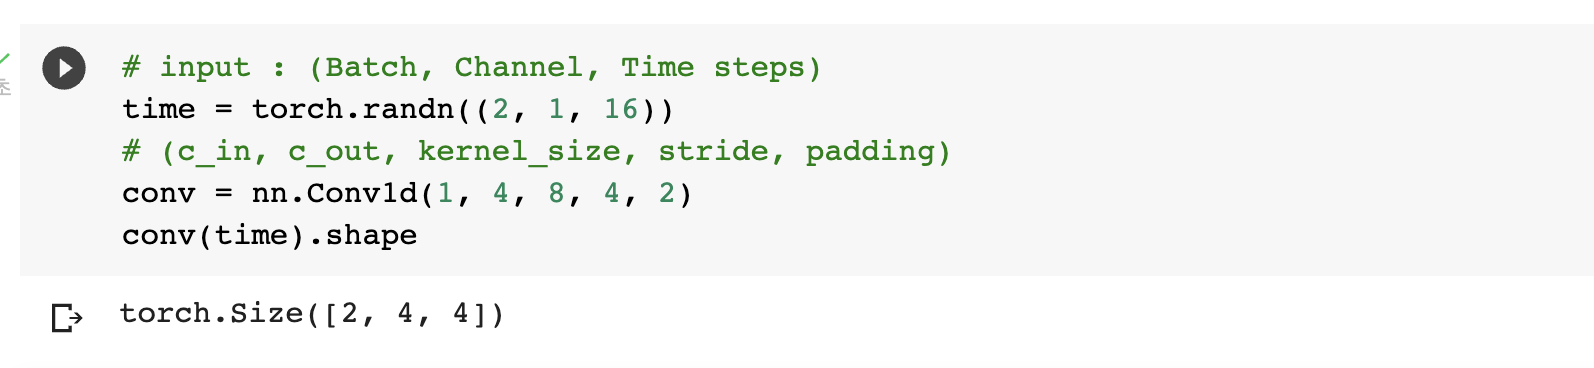 # input : (Batch, Channel, Time steps)
time = torch.randn((2, 1, 16))
초
# (c_in, c_out, kernel_size, stride, padding)
conv = nn.Conv1d(1, 4, 8, 4, 2)
conv(time).shape
torch.Size([2, 4, 4])